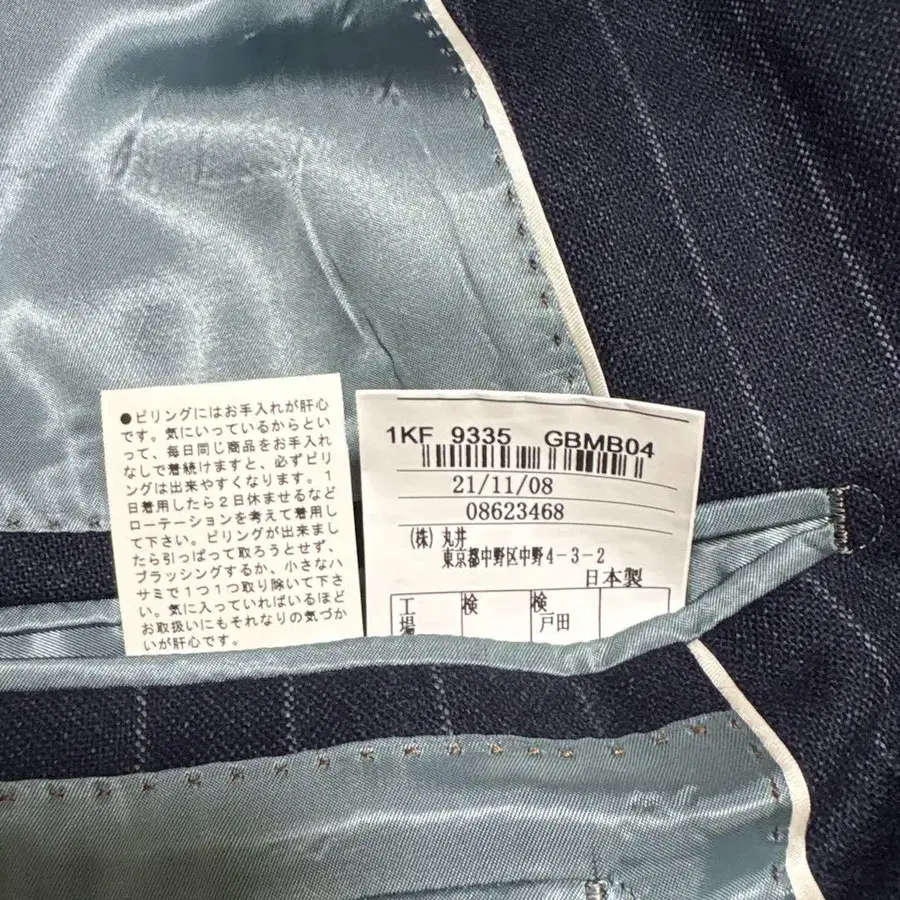 ●ピリングにはお手入れが肝心
です。気にいっているからとい
って、毎日同じ商品をお手入れ
なしで着続けますと、必ずピリ
ングは出来やすくなります。1
日着用したら2日休ませるなど
ローテーションを考えて着用し
て下さい。ピリングが出来まし
たら引っぱって取ろうとせず、
ブラッシングするか、小さなハ
サミで1つ1つ取り除いて下さ
い。気に入っていればいるほど
お取扱いにもそれなりの気づか
いが肝心です。
1KF 9335 GBMB04
21/11/08
08623468
(株) 丸井
東京都中野区中野4-3-2
日本製
工場 検 検
戸田